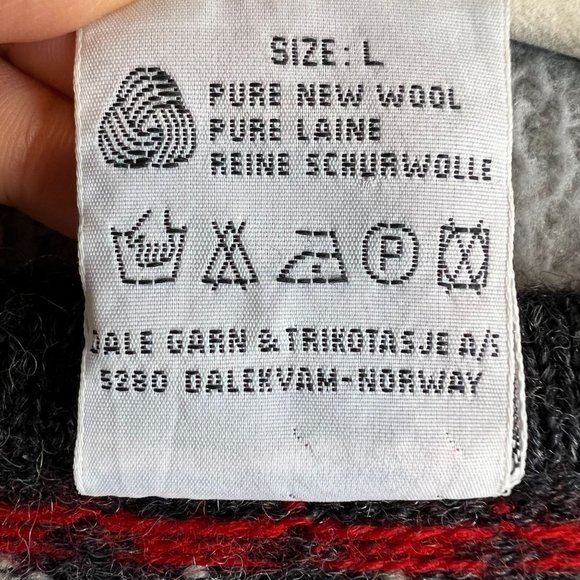 SIZE: L
PURE NEW WOOL
PURE LAINE
REINE SCHURWOLLE
P
DALE GARN & TRIKOTASJE A/S
5280 DALEKVAM-NORWAY